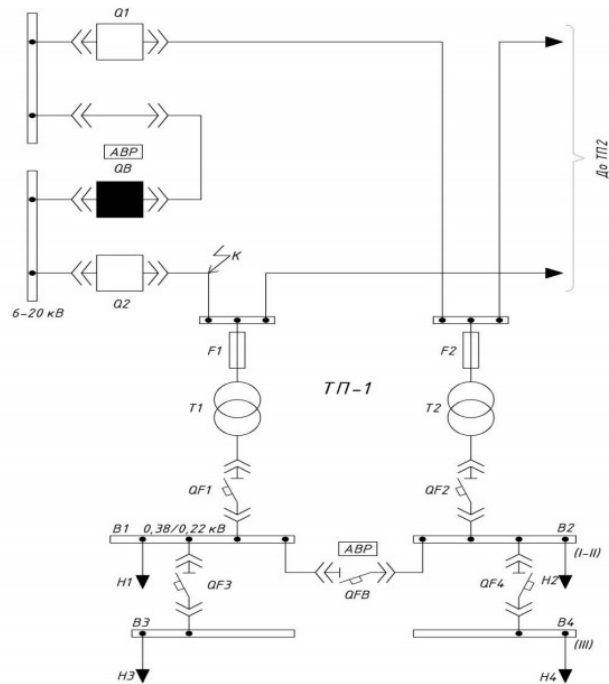 Q1
АВР
QB
До ТП2
K
Q2
6-20 кВ
F1
F2
ТП-1
T1
T2
QF1
QF2
B1 0,38/0,22 кВ
АВР
B2
(I-II)
H1
QF3
QFB
QF4
H2
B3
B4
(III)
H3
H4